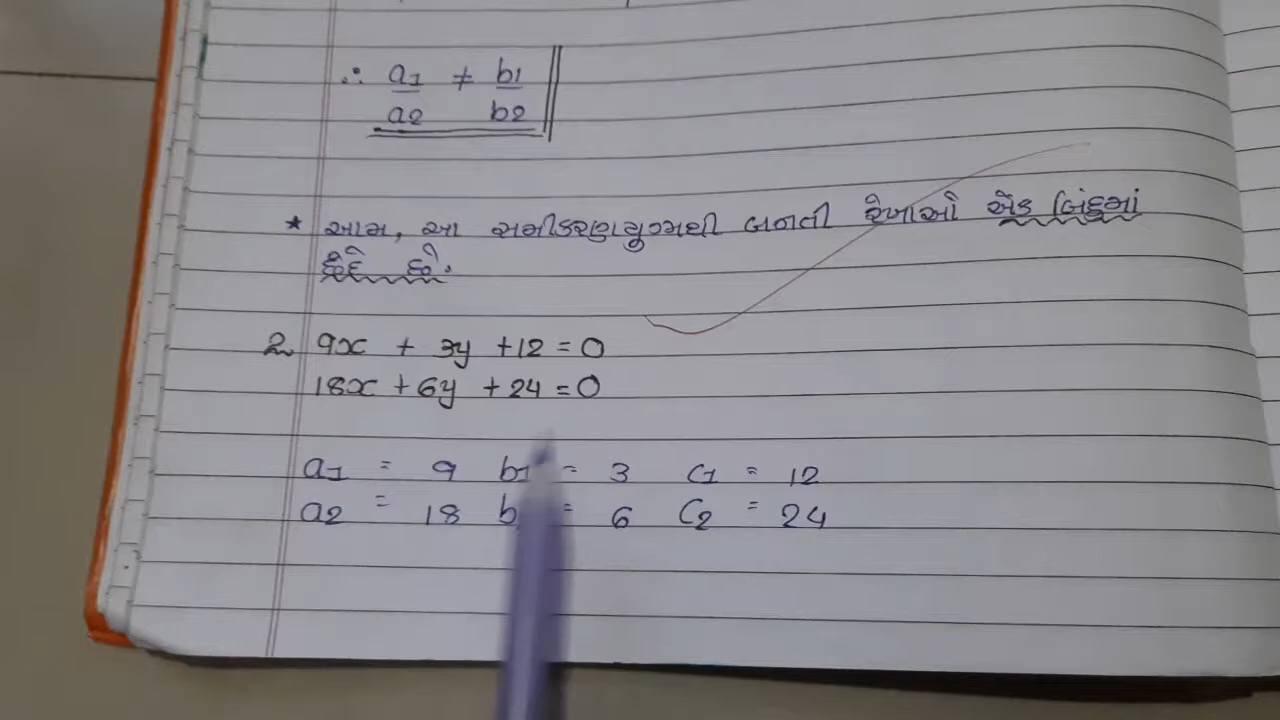 ∴ a1 ≠ b1
a2 b2
* આમ, આ સમીકરણયુગ્મથી બનતી રેખાઓ એક બિંદુમાં
છેદે છે.
2. 9x + 3y + 12 = 0
18x + 6y + 24 = 0
a1 = 9 b1 = 3 c1 = 12
a2 = 18 b = 6 c2 = 24